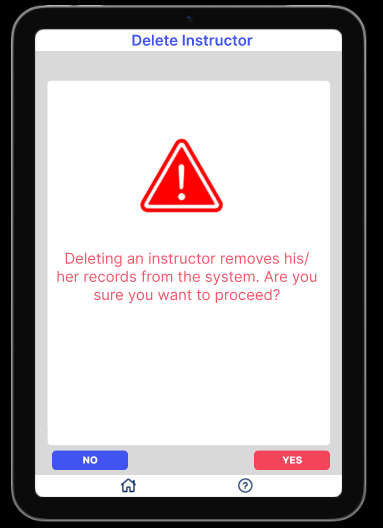 Delete Instructor
Deleting an instructor removes his/
her records from the system. Are you
sure you want to proceed?
NO
YES